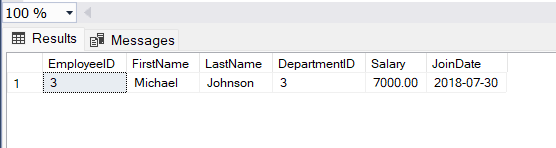 100 %
Results Messages
EmployeeID FirstName LastName DepartmentID Salary JoinDate
1 3 Michael Johnson 3 7000.00 2018-07-30